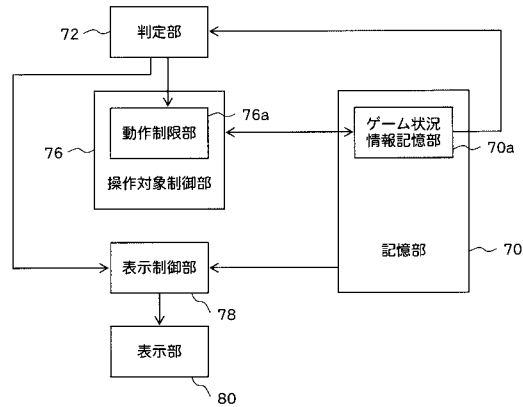 72
判定部
76a
動作制限部
76
操作対象制御部
ゲーム状況
情報記憶部
70a
記憶部
70
表示制御部
78
表示部
80